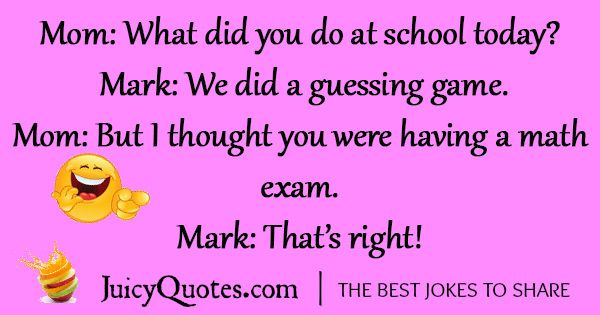 Mom: What did you do at school today?
Mark: We did a guessing game.
Mom: But I thought you were having a math
exam.
Mark: That's right!
JuicyQuotes.com | THE BEST JOKES TO SHARE